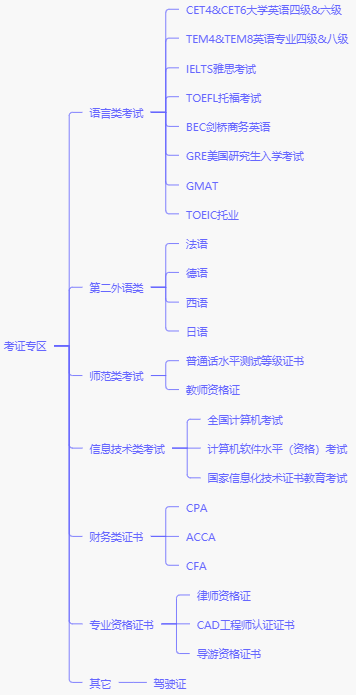 考证专区
语言类考试
CET4&CET6大学英语四级&六级
TEM4&TEM8英语专业四级&八级
IELTS雅思考试
TOEFL托福考试
BEC剑桥商务英语
GRE美国研究生入学考试
GMAT
TOEIC托业
第二外语类
法语
德语
西语
日语
师范类考试
普通话水平测试等级证书
教师资格证
信息技术类考试
全国计算机考试
计算机软件水平（资格）考试
国家信息化技术证书教育考试
财务类证书
CPA
ACCA
CFA
专业资格证书
律师资格证
CAD工程师认证证书
导游资格证书
其它
驾驶证